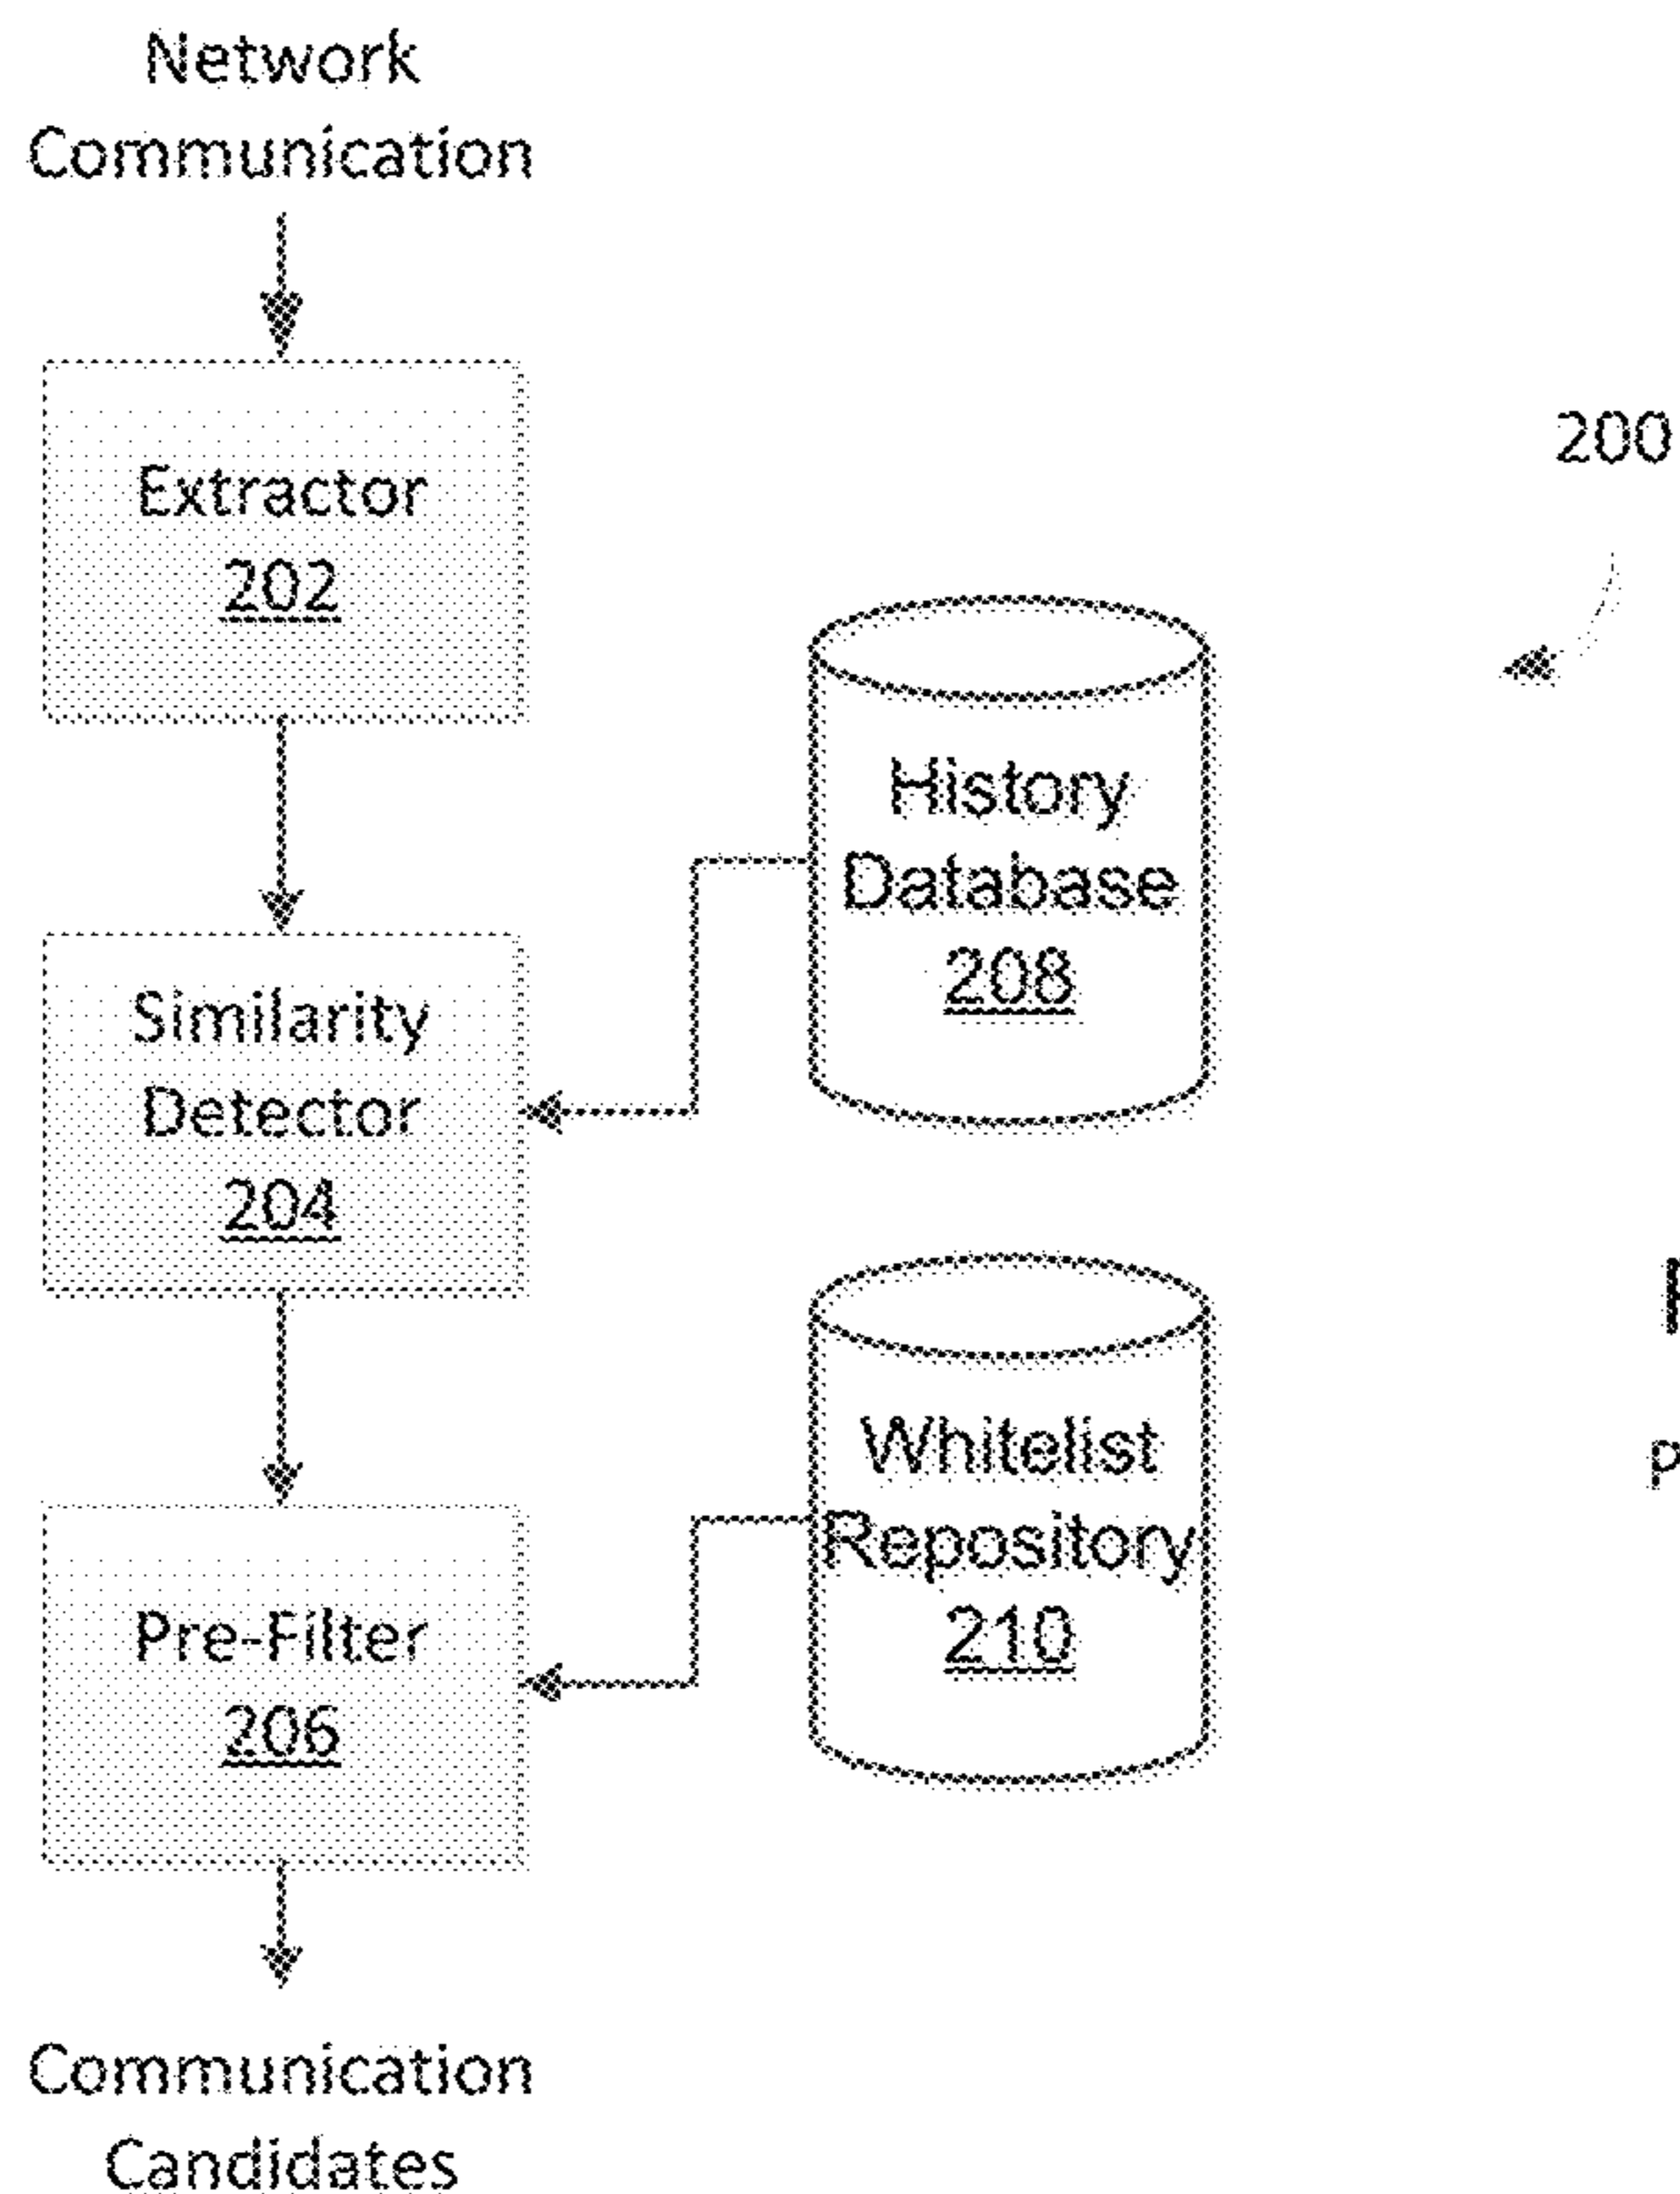 Network
Communication
Extractor
202
200
History
Database
208
Similarity
Detector
204
Whitelist
Repository
210
Pre-Filter
206
Communication
Candidates